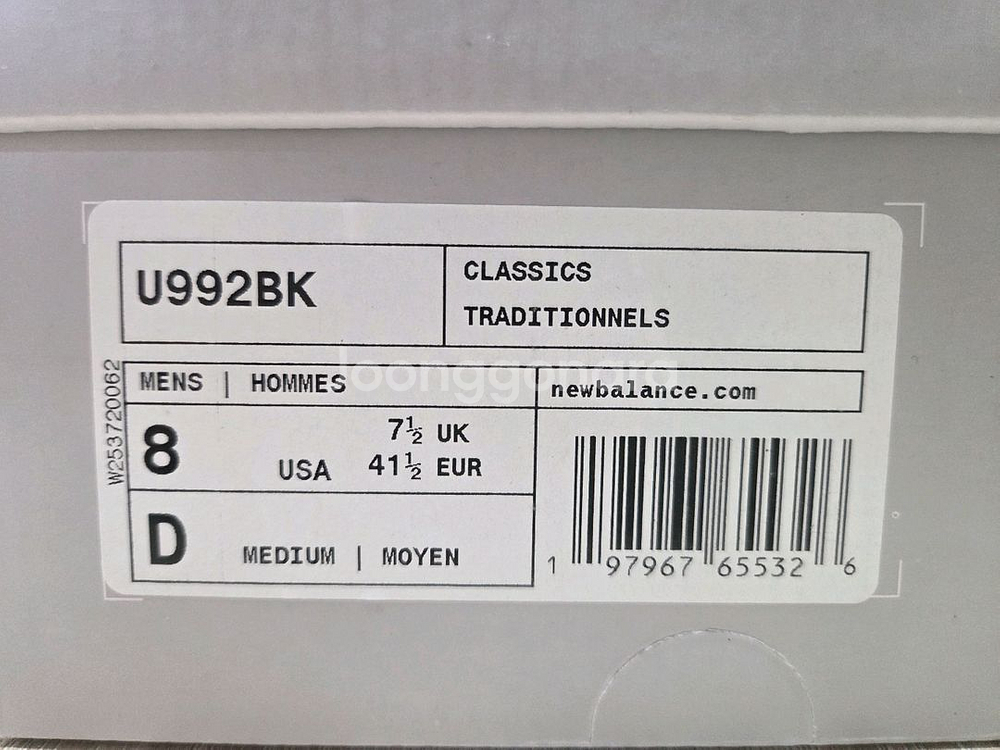 U992BK
CLASSICS
TRADITIONNELS
W253720062
MENS | HOMMES
newbalance.com
8 USA
7½ UK
41½ EUR
D MEDIUM | MOYEN
1 97967 65532 6